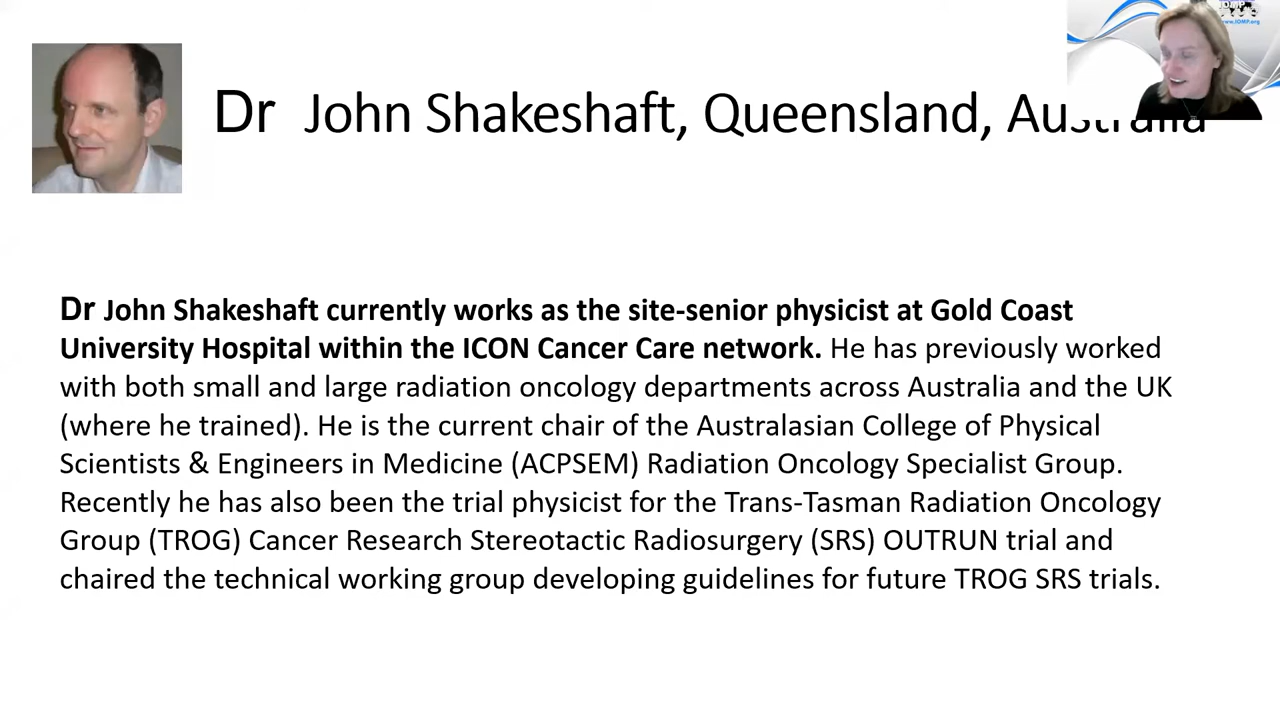 Dr John Shakeshaft, Queensland, Australia
IOMP
www.IOMP.org
Dr John Shakeshaft currently works as the site-senior physicist at Gold Coast
University Hospital within the ICON Cancer Care network. He has previously worked
with both small and large radiation oncology departments across Australia and the UK
(where he trained). He is the current chair of the Australasian College of Physical
Scientists & Engineers in Medicine (ACPSEM) Radiation Oncology Specialist Group.
Recently he has also been the trial physicist for the Trans-Tasman Radiation Oncology
Group (TROG) Cancer Research Stereotactic Radiosurgery (SRS) OUTRUN trial and
chaired the technical working group developing guidelines for future TROG SRS trials.